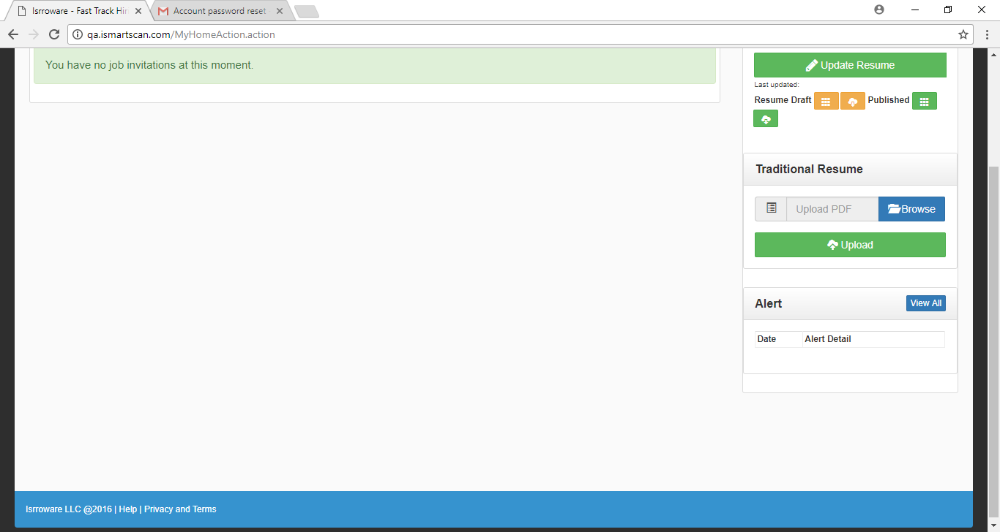 Isrroware - Fast Track Hir
Account password reset
qa.ismartscan.com/MyHomeAction.action
You have no job invitations at this moment.
Update Resume
Last updated:
Resume Draft Published
Traditional Resume
Upload PDF Browse
Upload
Alert View All
Date Alert Detail
Isrroware LLC @2016 | Help | Privacy and Terms